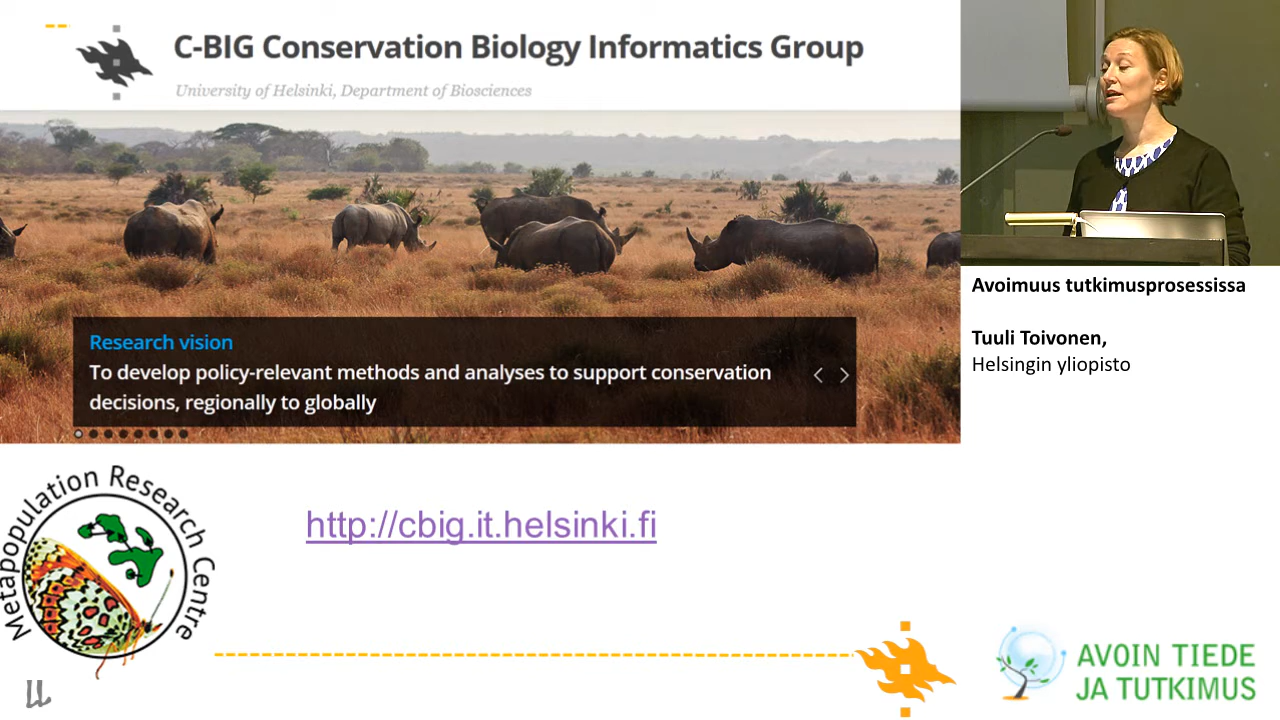 C-BIG Conservation Biology Informatics Group
University of Helsinki, Department of Biosciences
Research vision
To develop policy-relevant methods and analyses to support conservation
decisions, regionally to globally
Avoimuus tutkimusprosessissa
Tuuli Toivonen,
Helsingin yliopisto
Metapopulation Research Centre
http://cbig.it.helsinki.fi
AVOIN TIEDE
JA TUTKIMUS